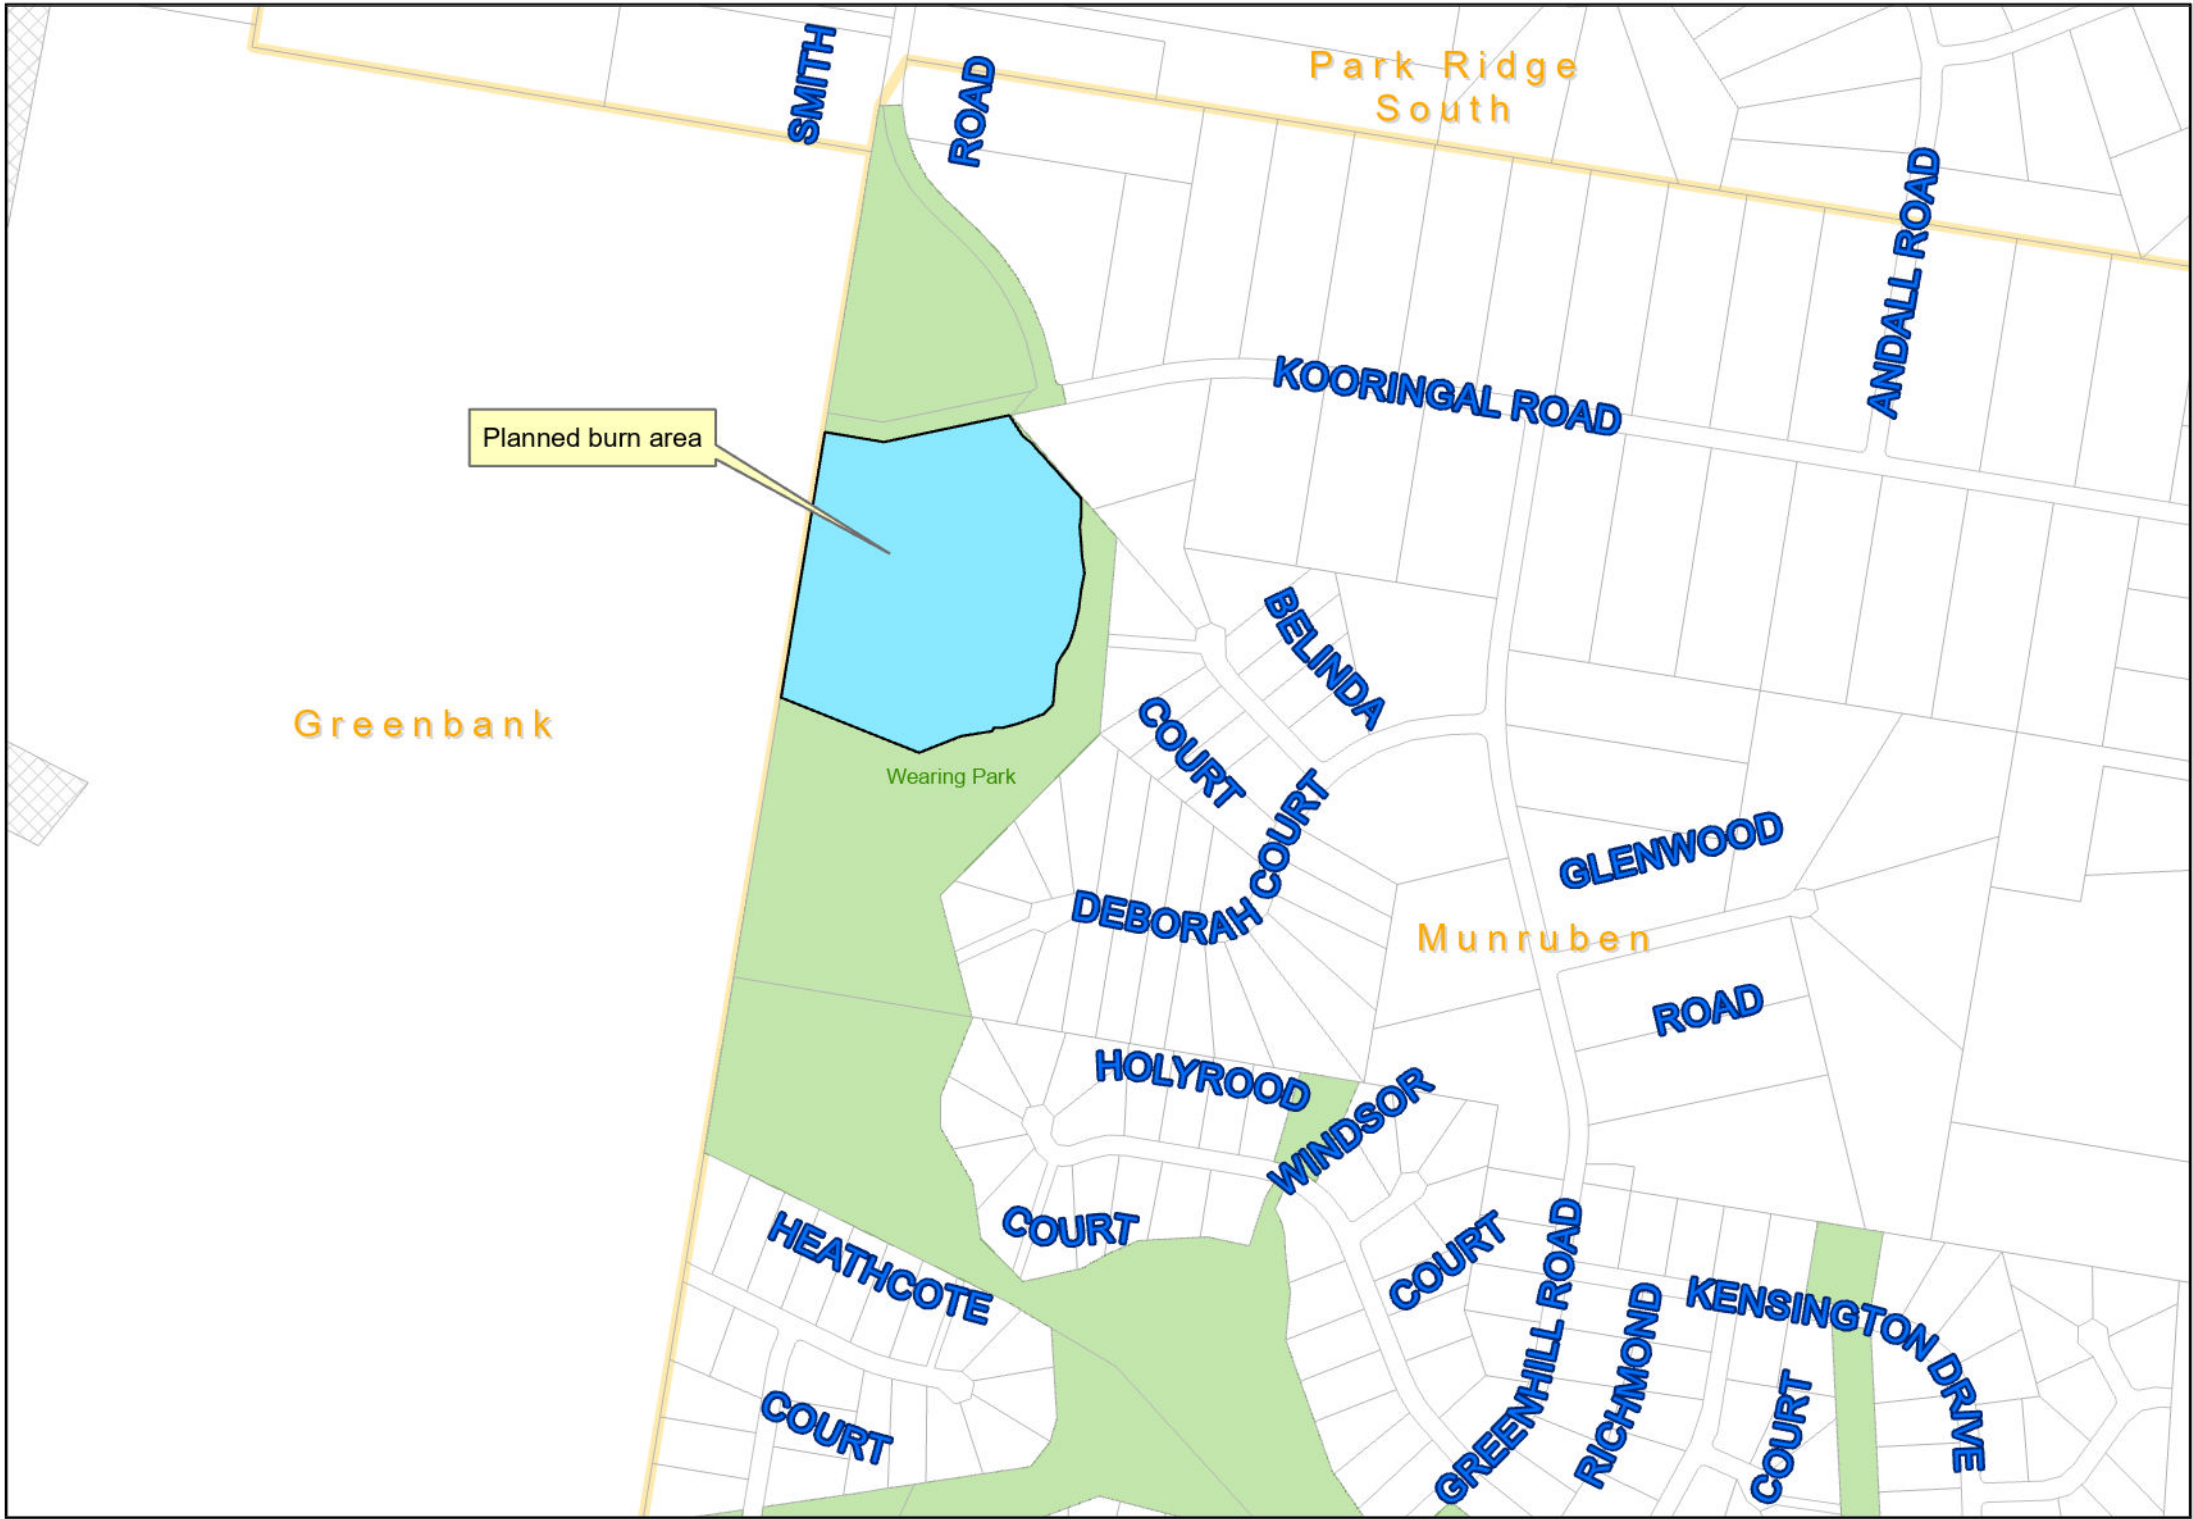 SMITH
ROAD
Park Ridge
South
ANDALL ROAD
KOORINGAL ROAD
Planned burn area
BELINDA
COURT
Greenbank
Wearing Park
DEBORAH COURT
GLENWOOD
ROAD
Munruben
HOLYROOD
COURT
WINDSOR
COURT
HEATHCOTE
COURT
GREENHILL ROAD
RICHMOND
COURT
KENSINGTON DRIVE